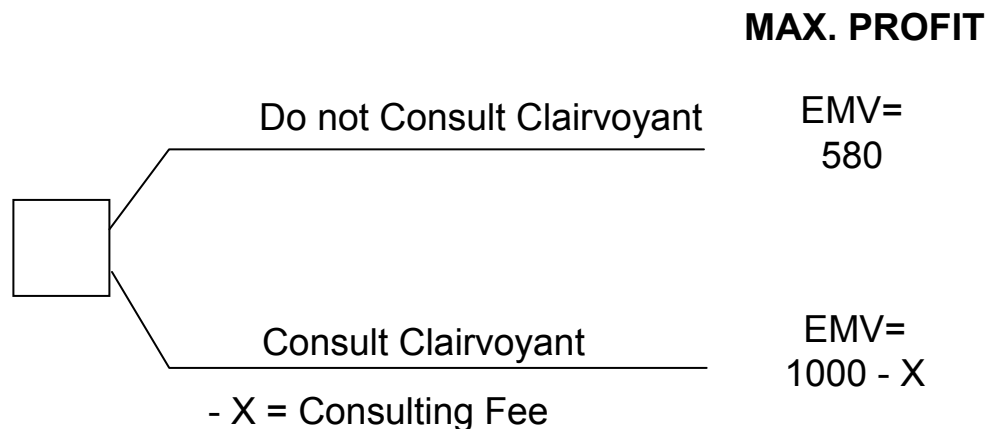 MAX. PROFIT
Do not Consult Clairvoyant
EMV=
580
Consult Clairvoyant
EMV=
1000 - X
- X = Consulting Fee